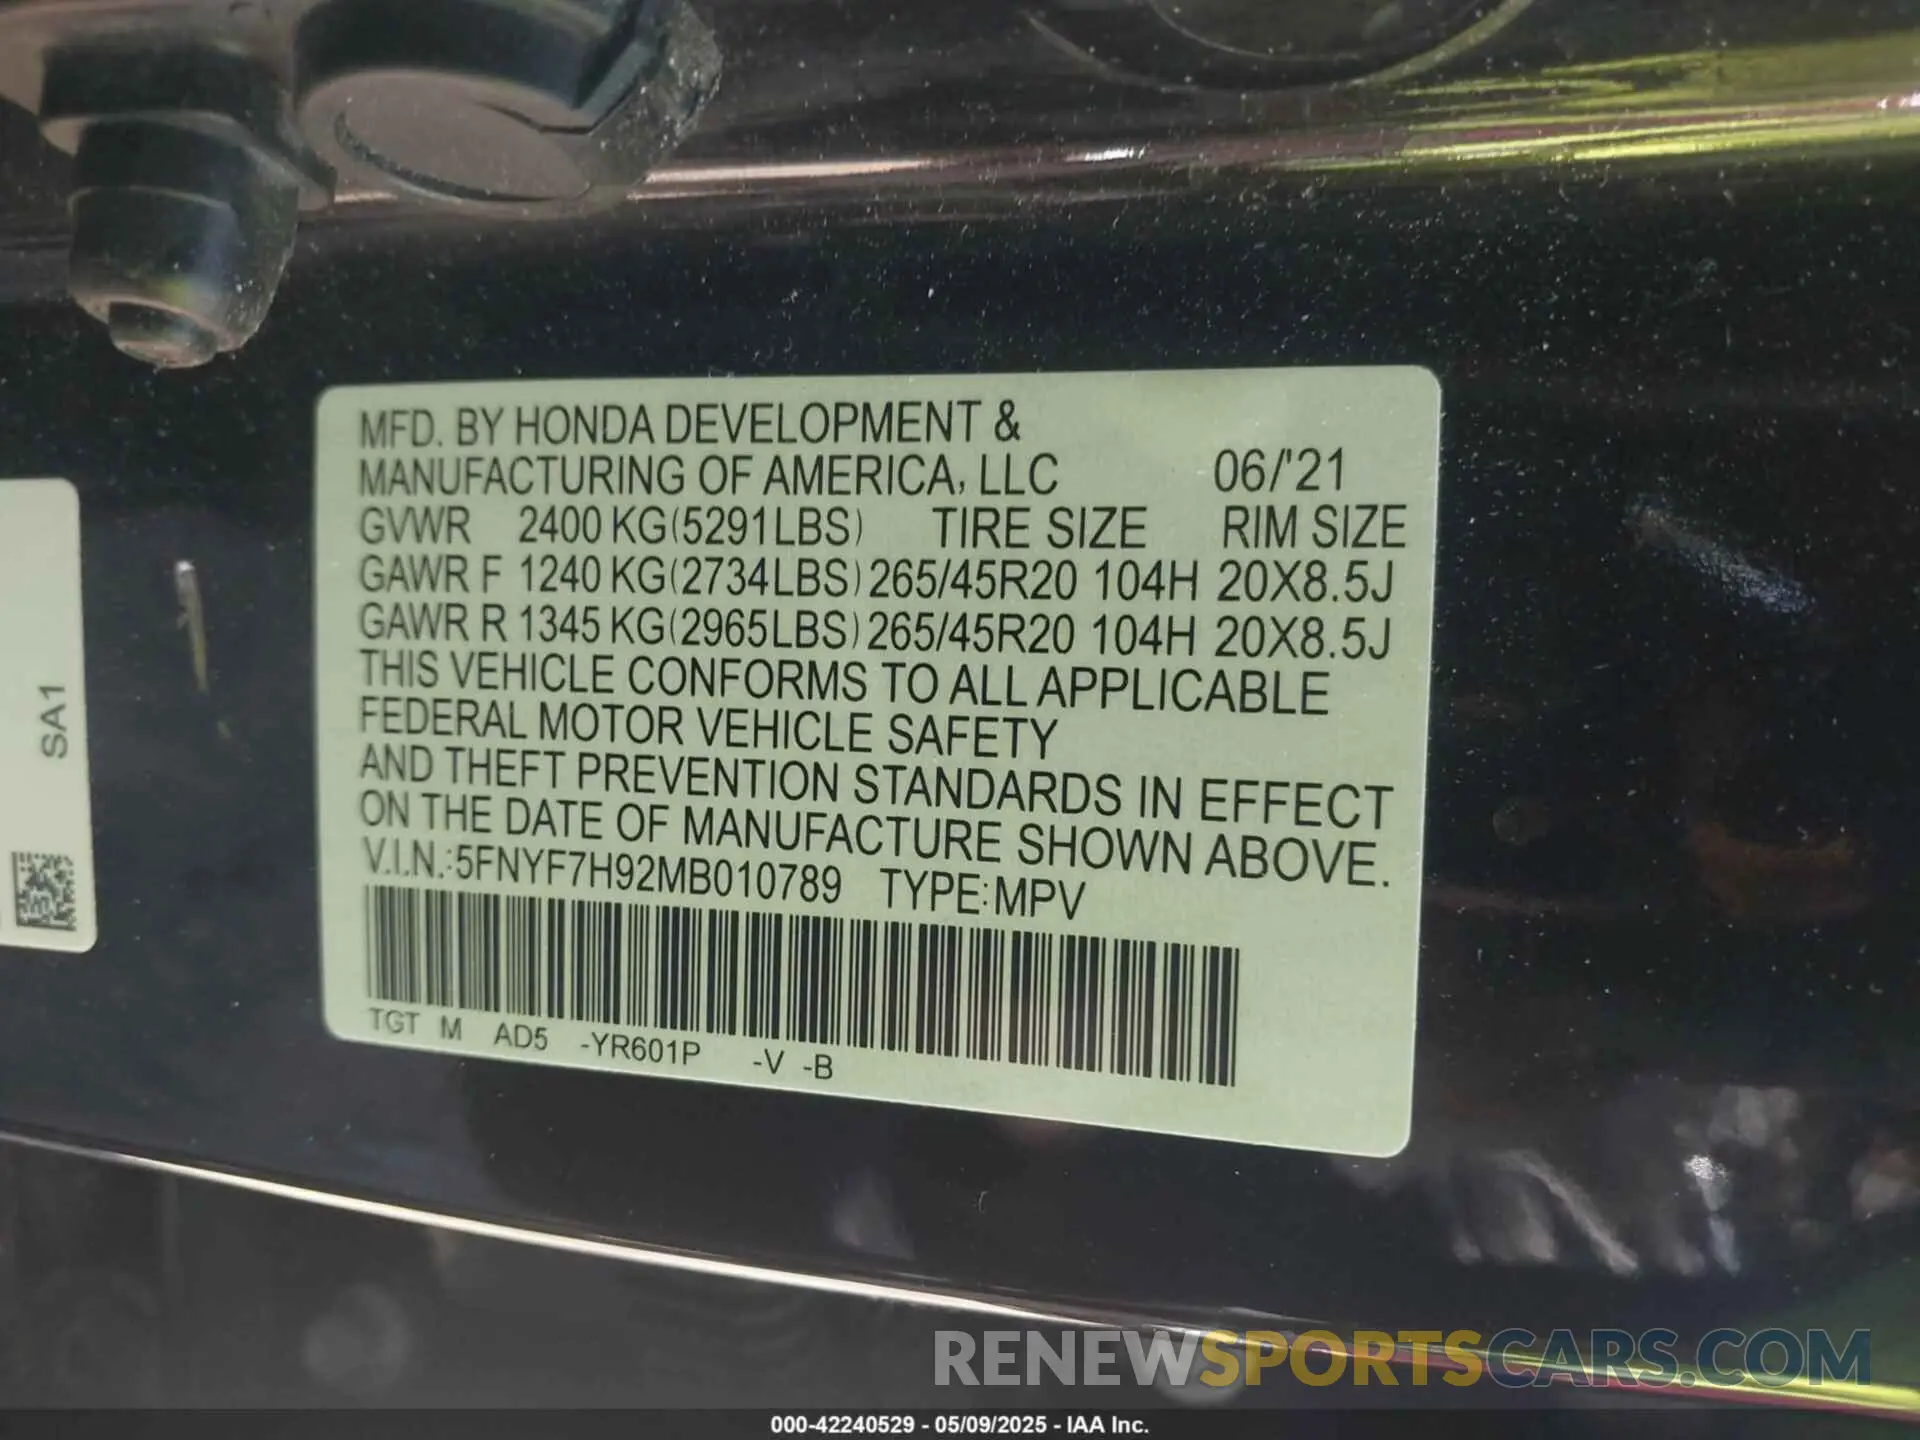 MFD. BY HONDA DEVELOPMENT &
MANUFACTURING OF AMERICA, LLC 06/'21
GVWR 2400 KG(5291LBS) TIRE SIZE RIM SIZE
GAWR F 1240 KG(2734LBS) 265/45R20 104H 20X8.5J
GAWR R 1345 KG(2965LBS) 265/45R20 104H 20X8.5J
THIS VEHICLE CONFORMS TO ALL APPLICABLE
FEDERAL MOTOR VEHICLE SAFETY
AND THEFT PREVENTION STANDARDS IN EFFECT
ON THE DATE OF MANUFACTURE SHOWN ABOVE.
V.I.N.:5FNYF7H92MB010789 TYPE:MPV
TGT M AD5 -YR601P -V -B
SA1
RENEWSPORTSCARS.COM
000-42240529 - 05/09/2025 - IAA Inc.